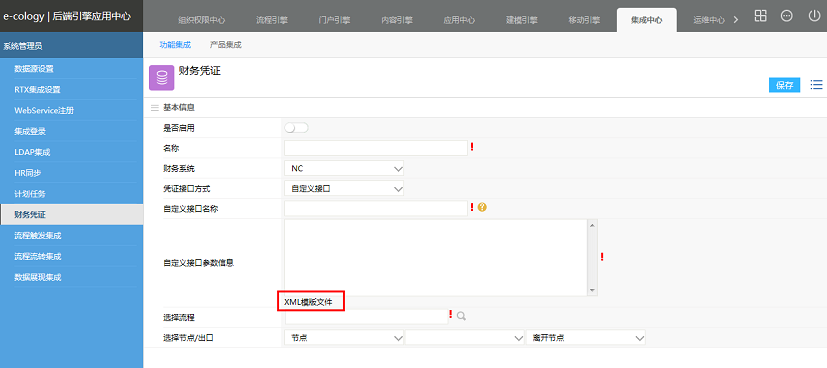 e-cology | 后端引擎应用中心
组织权限中心 流程引擎 门户引擎 内容引擎 应用中心 建模引擎 移动引擎 集成中心 运维中心
系统管理员
功能集成 产品集成
数据源设置
RTX集成设置
WebService注册
集成登录
LDAP集成
HR同步
计划任务
财务凭证
流程触发集成
流程流转集成
数据展现集成
财务凭证
保存
基本信息
是否启用
名称 !
财务系统 NC
凭证接口方式 自定义接口
自定义接口名称 ! ?
自定义接口参数信息 !
XML模版文件
选择流程 !
选择节点/出口 节点 离开节点